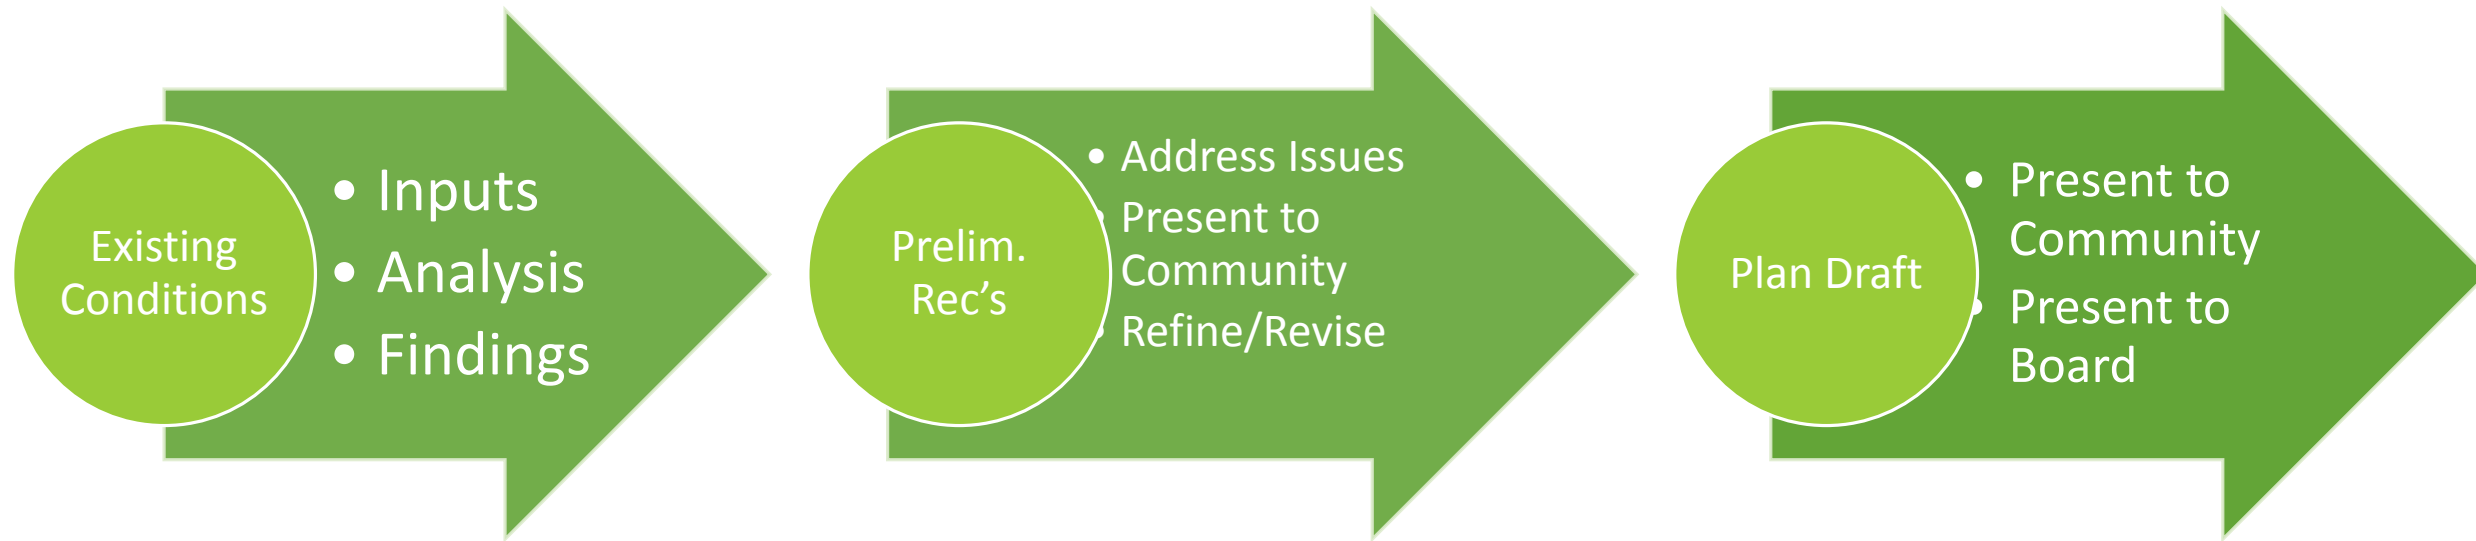 Existing
Conditions
• Inputs
• Analysis
• Findings
Prelim.
Rec’s
• Address Issues
• Present to
Community
• Refine/Revise
Plan Draft
• Present to
Community
• Present to
Board